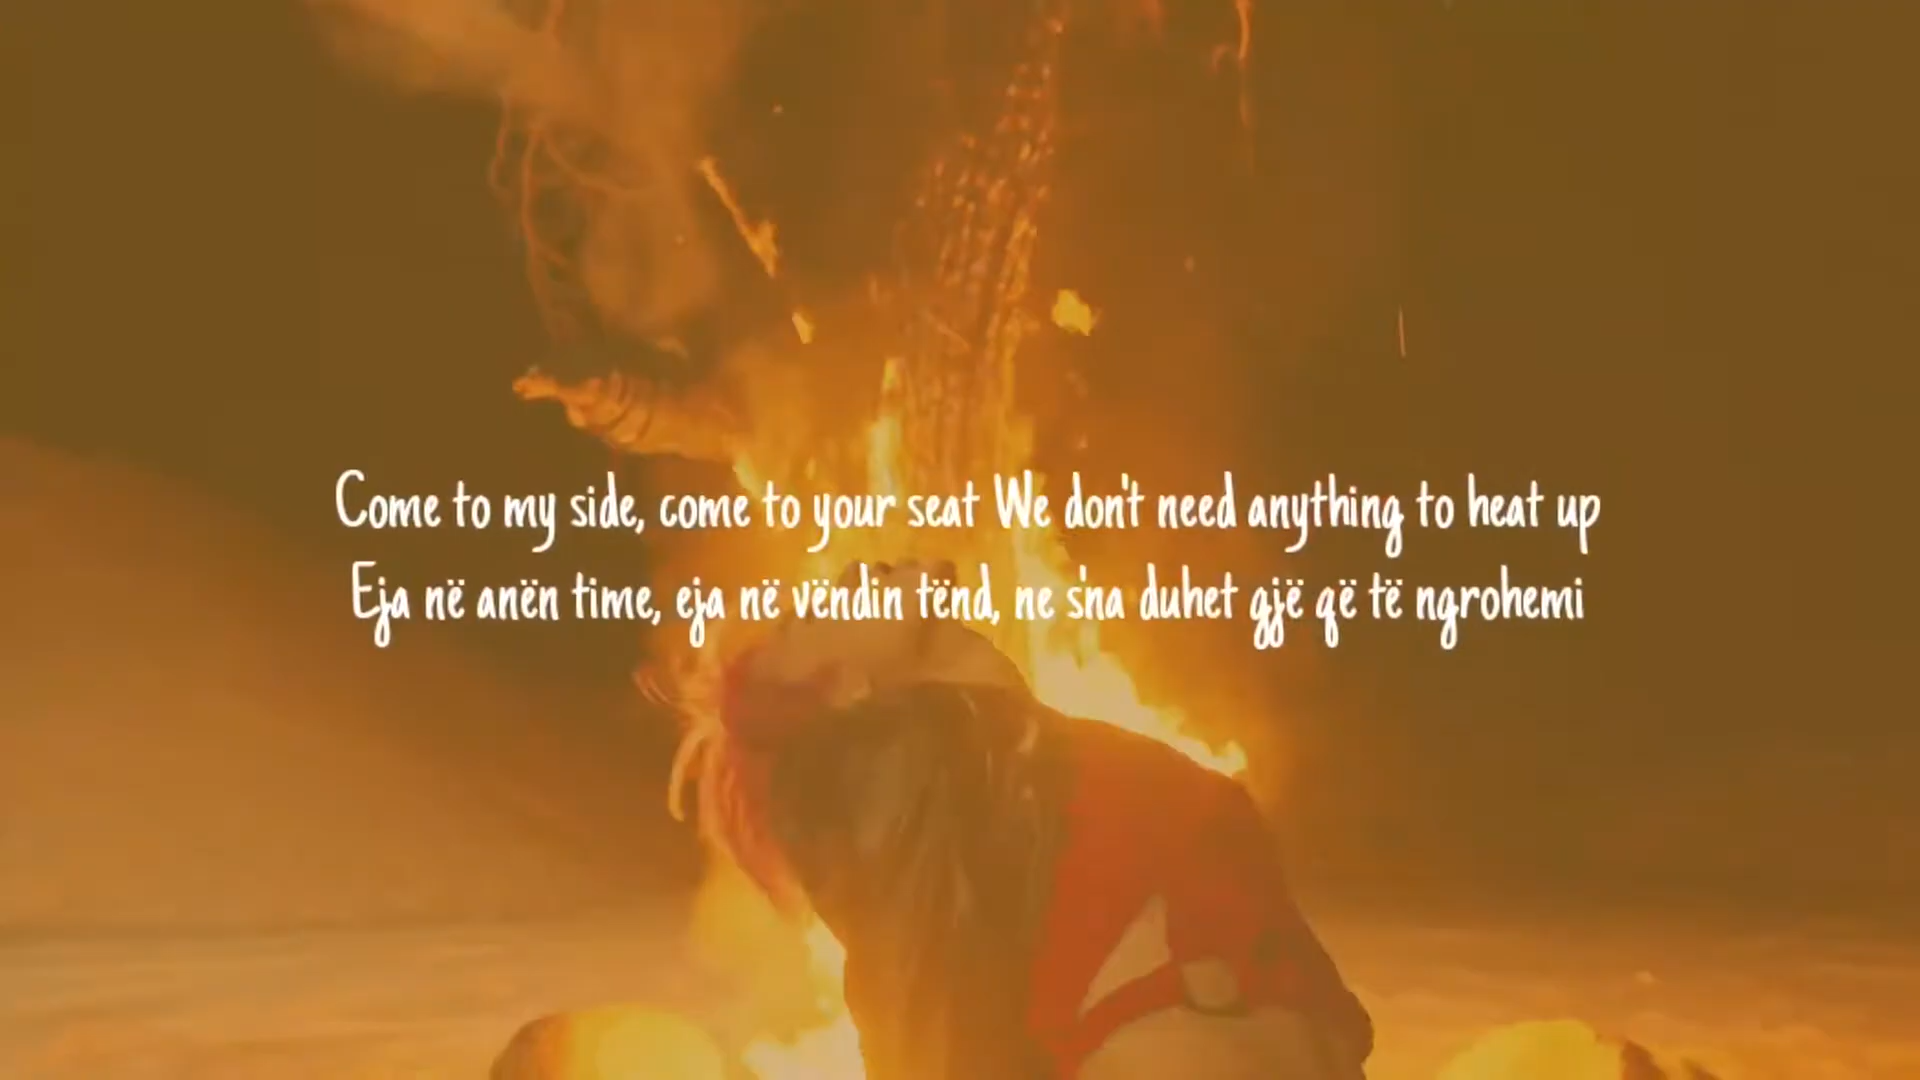 Come to my side, come to your seat We don't need anything to heat up
Eja në anën time, eja në vëndin tënd, ne s'na duhet gjë që të ngrohemi